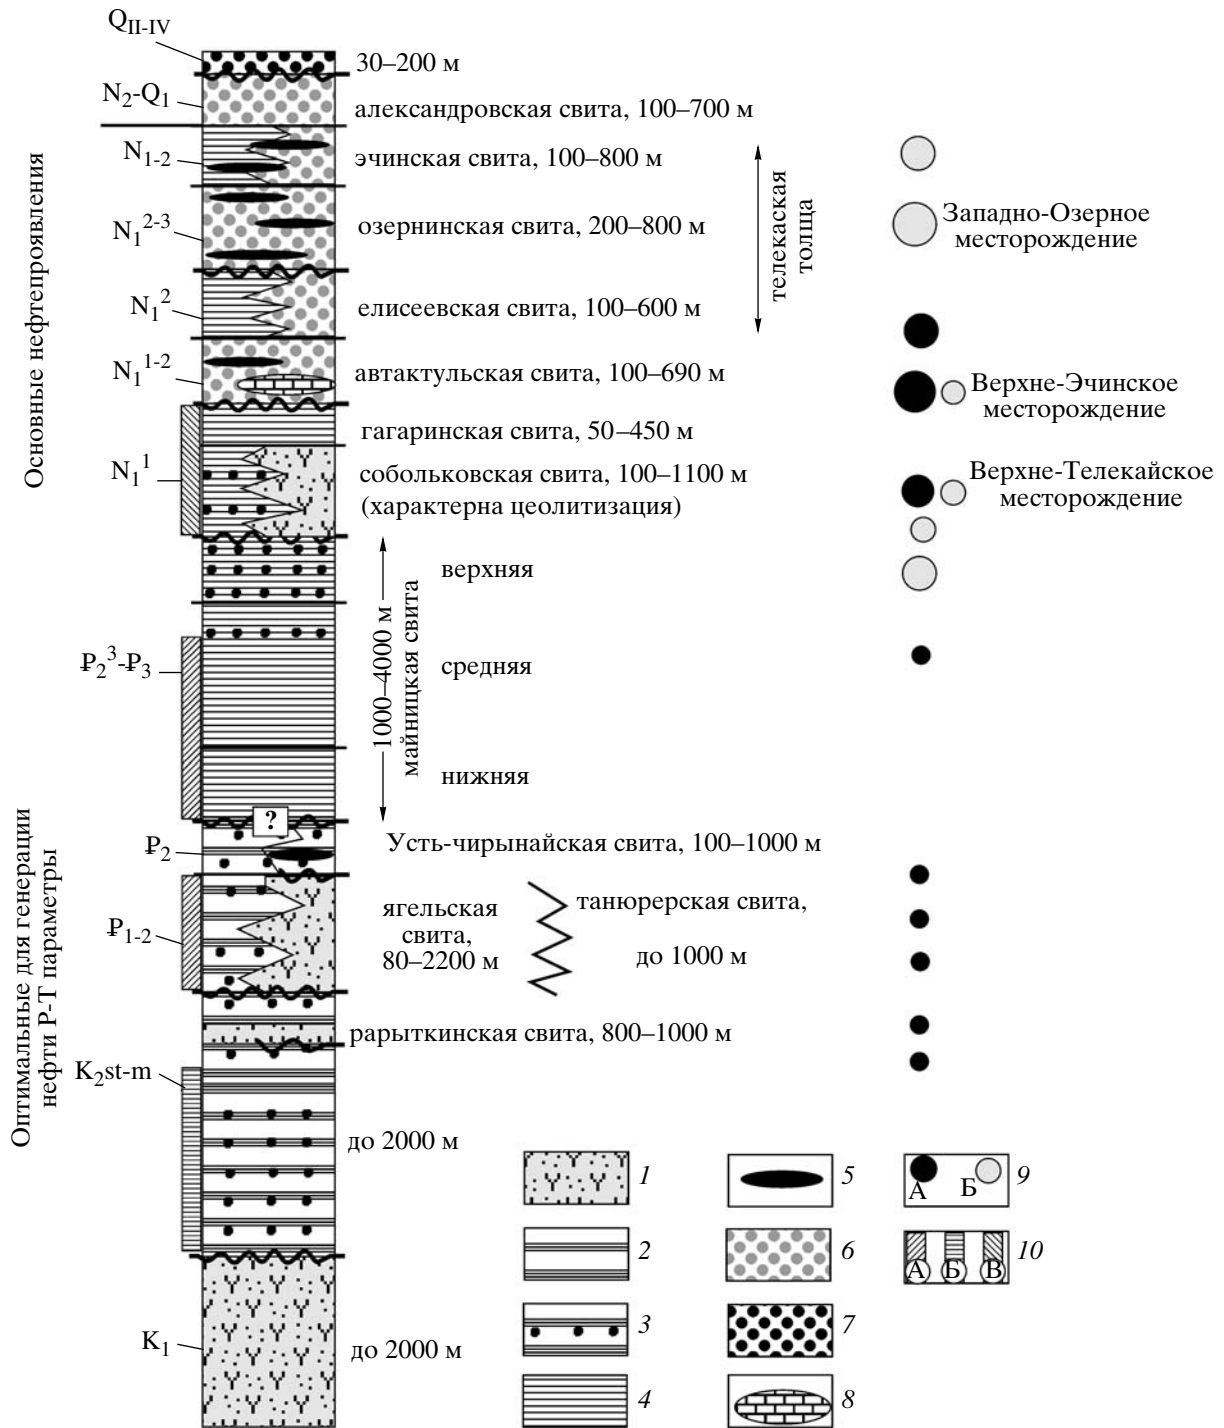 Q II-IV
30–200 м
N2-Q1
александровская свита, 100–700 м
N1-2
эчинская свита, 100–800 м
N1 2-3
озернинская свита, 200–800 м
N1 2
елисеевская свита, 100–600 м
N1 1-2
автактульская свита, 100–690 м
гагаринская свита, 50–450 м
N1 1
собольковская свита, 100–1100 м
(характерна цеолитизация)
телекаская
толща
Западно-Озерное
месторождение
Верхне-Эчинское
месторождение
Верхне-Телекайское
месторождение
Основные нефтепроявления
верхняя
средняя
нижняя
1000–4000 м
майницкая свита
₽2 3-₽3
?
₽2
Усть-чирынайская свита, 100–1000 м
₽1-2
ягельская
свита,
80–2200 м
танюрерская свита,
до 1000 м
рарыткинская свита, 800–1000 м
Оптимальные для генерации
нефти Р-Т параметры
K2st-m
до 2000 м
K1
до 2000 м
1
2
3
4
5
6
7
8
А Б 9
А Б В 10